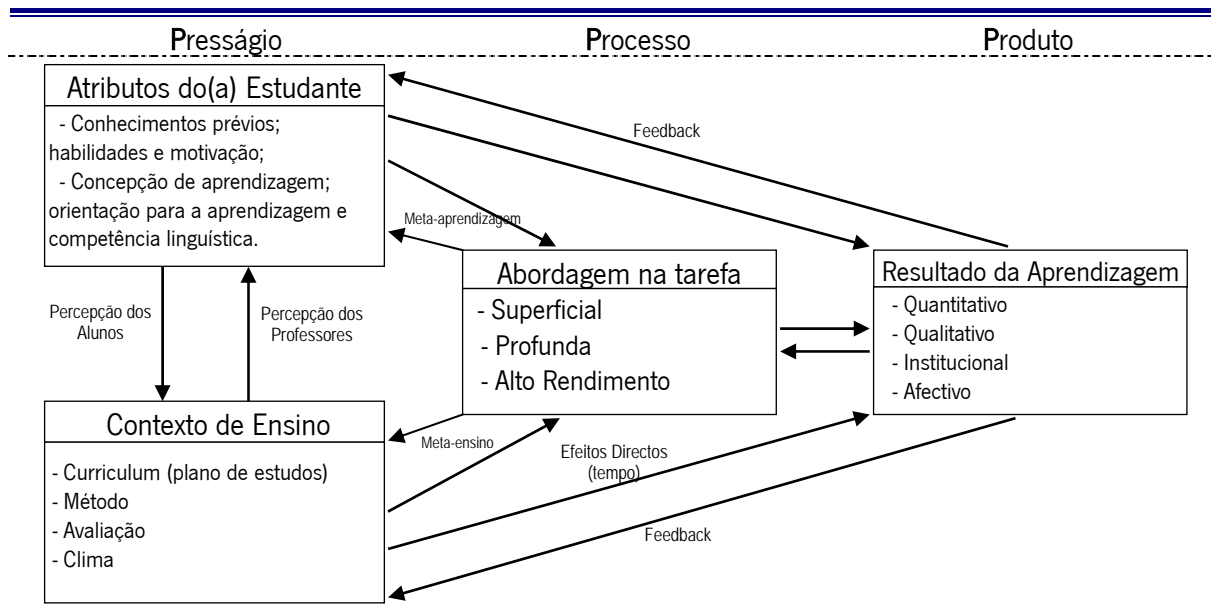 Presságio
Processo
Produto
Atributos do(a) Estudante
- Conhecimentos prévios;
habilidades e motivação;
- Concepção de aprendizagem;
orientação para a aprendizagem e
competência linguística.
Feedback
Meta-aprendizagem
Percepção dos
Alunos
Percepção dos
Professores
Abordagem na tarefa
- Superficial
- Profunda
- Alto Rendimento
Resultado da Aprendizagem
- Quantitativo
- Qualitativo
- Institucional
- Afectivo
Contexto de Ensino
- Curriculum (plano de estudos)
- Método
- Avaliação
- Clima
Meta-ensino
Efeitos Directos
(tempo)
Feedback